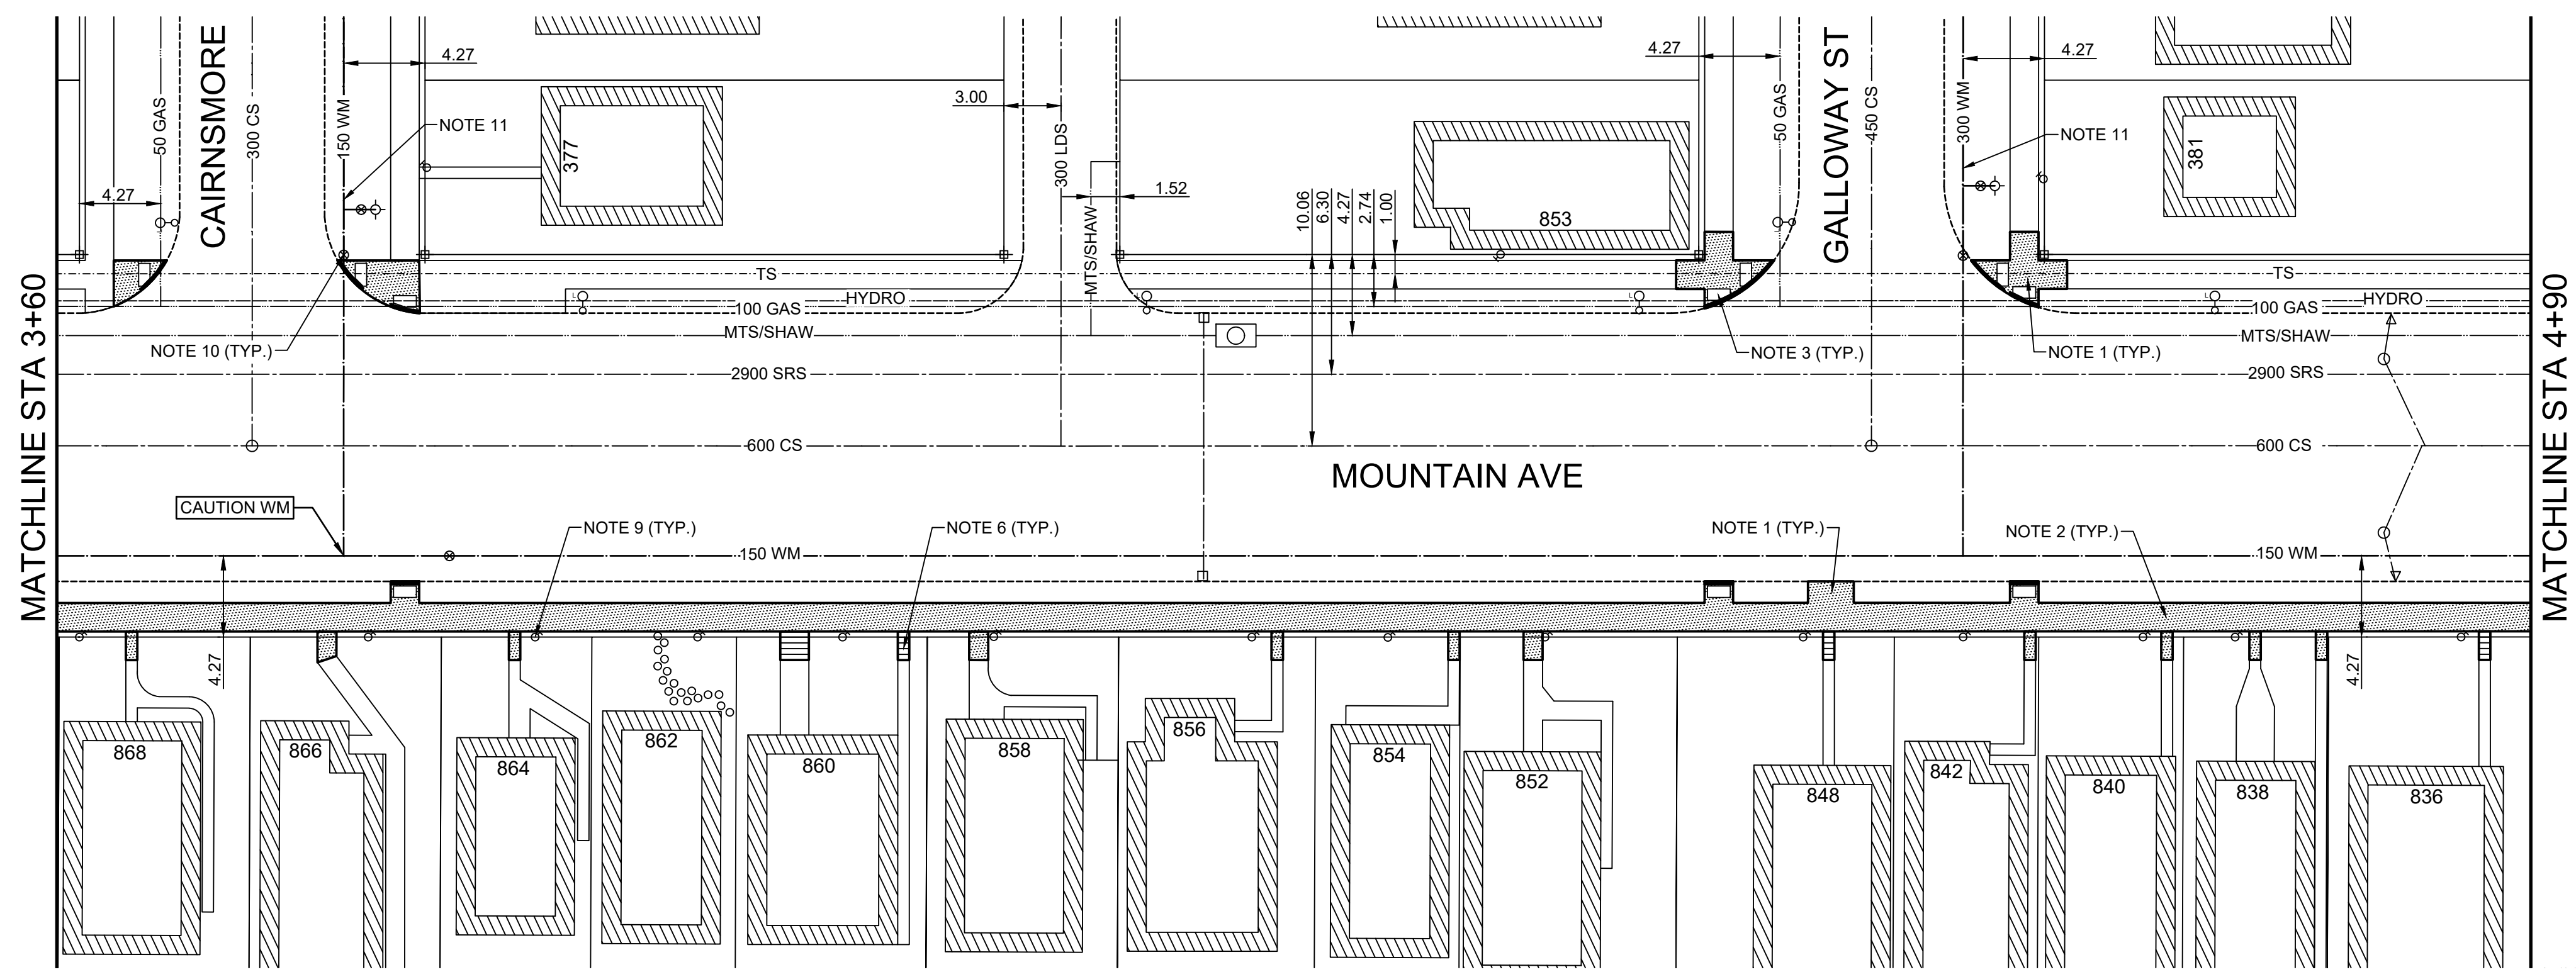 MATCHLINE STA 3+60
CAIRNSMORE
GALLOWAY ST
MOUNTAIN AVE
MATCHLINE STA 4+90
50 GAS
300 CS
150 WM
4.27
4.27
NOTE 11
377
3.00
300 LDS
MTS/SHAW
1.52
10.06
6.30
4.27
2.74
1.00
853
4.27
50 GAS
450 CS
300 WM
4.27
NOTE 11
381
TS
HYDRO
100 GAS
MTS/SHAW
2900 SRS
600 CS
NOTE 10 (TYP.)
NOTE 3 (TYP.)
NOTE 1 (TYP.)
TS
HYDRO
100 GAS
MTS/SHAW
2900 SRS
600 CS
CAUTION WM
NOTE 9 (TYP.)
NOTE 6 (TYP.)
NOTE 1 (TYP.)
NOTE 2 (TYP.)
150 WM
150 WM
4.27
4.27
868
866
864
862
860
858
856
854
852
848
842
840
838
836